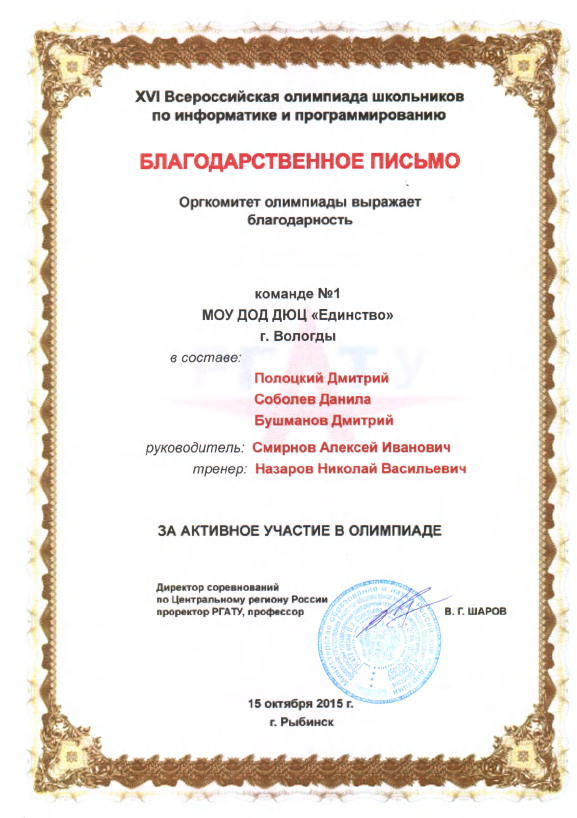 XVI Всероссийская олимпиада школьников
по информатике и программированию
БЛАГОДАРСТВЕННОЕ ПИСЬМО
Оргкомитет олимпиады выражает
благодарность
команде №1
МОУ ДОД ДЮЦ «Единство»
г. Вологды
в составе:
РГАТУ
Полоцкий Дмитрий
Соболев Данила
Бушманов Дмитрий
руководитель: Смирнов Алексей Иванович
тренер: Назаров Николай Васильевич
ЗА АКТИВНОЕ УЧАСТИЕ В ОЛИМПИАДЕ
Директор соревнований
по Центральному региону России
проректор РГАТУ, профессор
В. Г. ШАРОВ
15 октября 2015 г.
г. Рыбинск